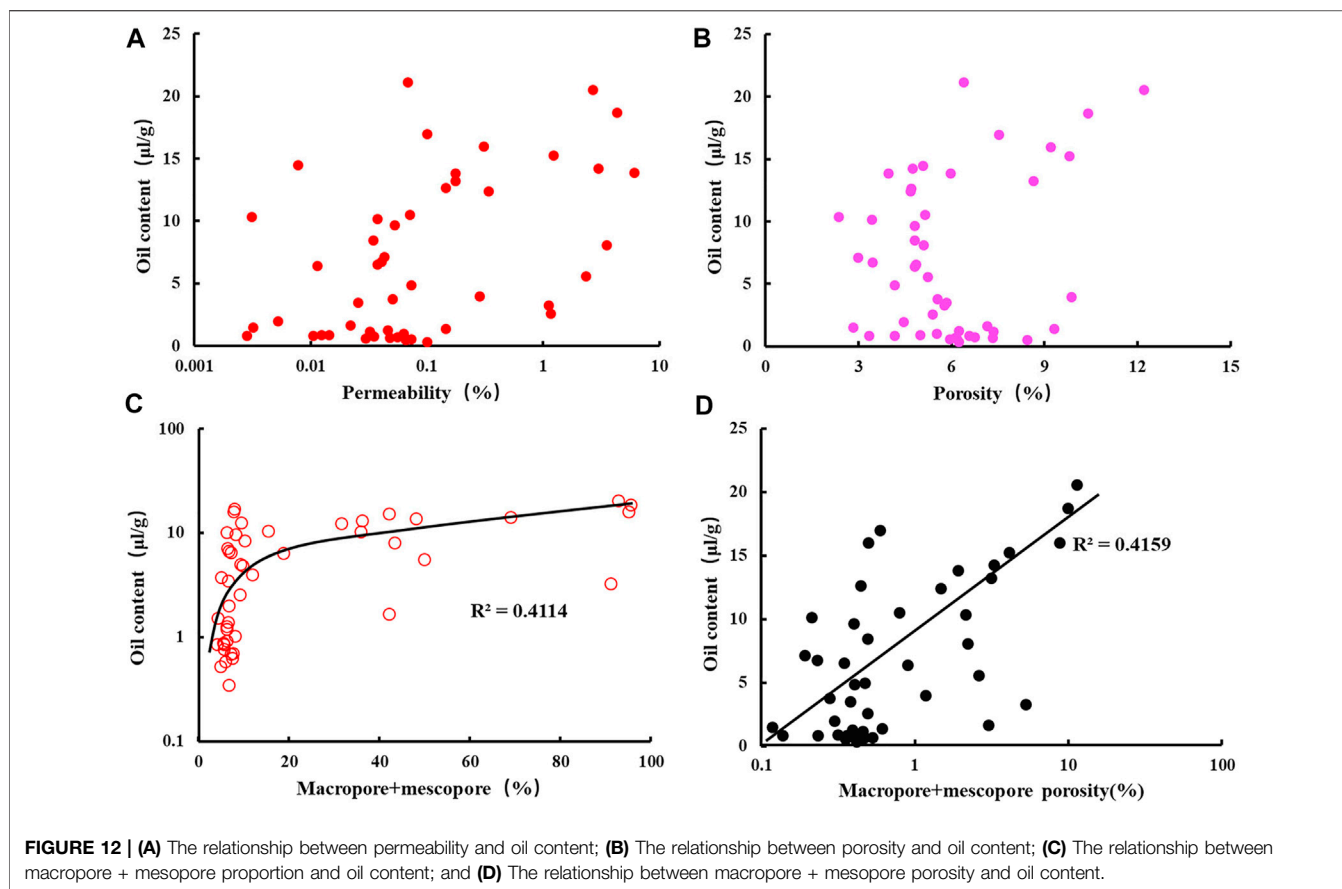 A
25
20
15
10
5
0
Oil content (μl/g)
0.001 0.01 0.1 1 10
Permeability (%)
B
25
20
15
10
5
0
Oil content (μl/g)
0 3 6 9 12 15
Porosity (%)
C
100
10
1
0.1
Oil content (μl/g)
R² = 0.4114
0 20 40 60 80 100
Macropore+mescopore (%)
D
25
20
15
10
5
0
Oil content (μl/g)
R² = 0.4159
0.1 1 10 100
Macropore+mescopore porosity(%)
FIGURE 12 | (A) The relationship between permeability and oil content; (B) The relationship between porosity and oil content; (C) The relationship between
macropore + mesopore proportion and oil content; and (D) The relationship between macropore + mesopore porosity and oil content.